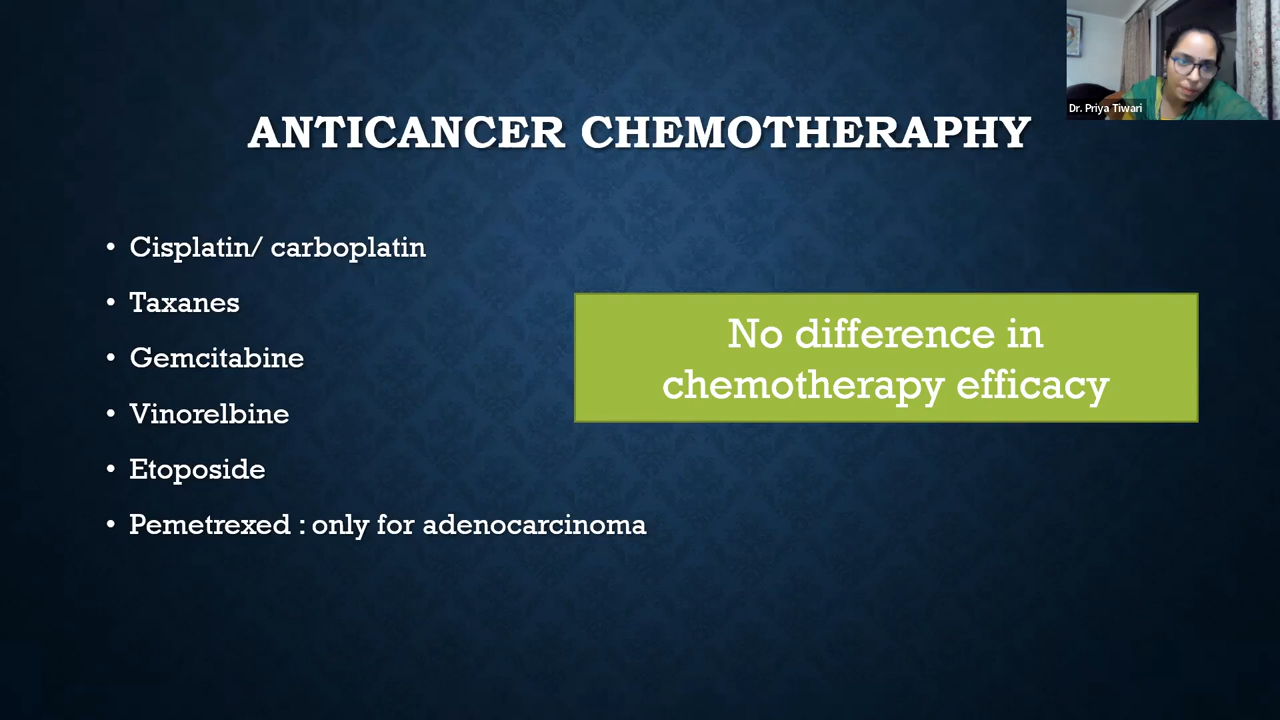 Dr. Priya Tiwari
ANTICANCER CHEMOTHERAPHY
• Cisplatin/ carboplatin
• Taxanes
• Gemcitabine
• Vinorelbine
• Etoposide
• Pemetrexed : only for adenocarcinoma
No difference in
chemotherapy efficacy